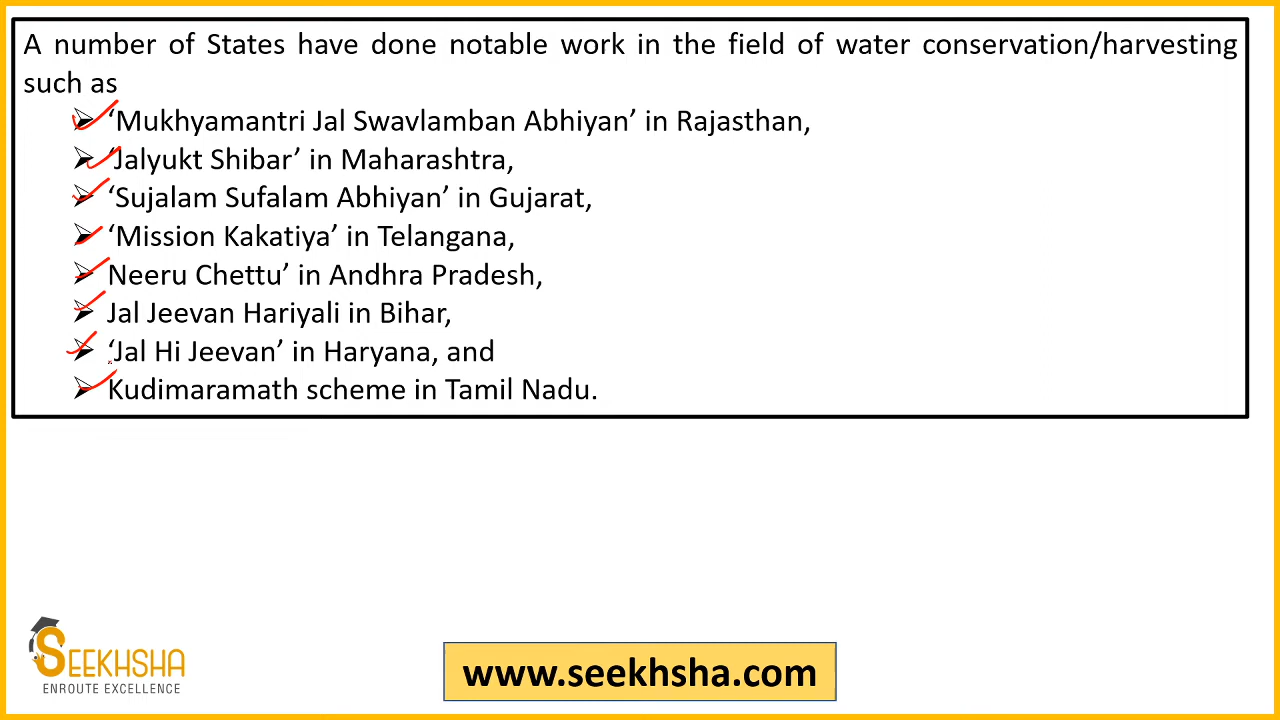 A number of States have done notable work in the field of water conservation/harvesting
such as
➢ ‘Mukhyamantri Jal Swavlamban Abhiyan’ in Rajasthan,
➢ ‘Jalyukt Shibar’ in Maharashtra,
➢ ‘Sujalam Sufalam Abhiyan’ in Gujarat,
➢ ‘Mission Kakatiya’ in Telangana,
➢ Neeru Chettu’ in Andhra Pradesh,
➢ Jal Jeevan Hariyali in Bihar,
➢ ‘Jal Hi Jeevan’ in Haryana, and
➢ Kudimaramath scheme in Tamil Nadu.
SEEKHSHA
ENROUTE EXCELLENCE
www.seekhsha.com